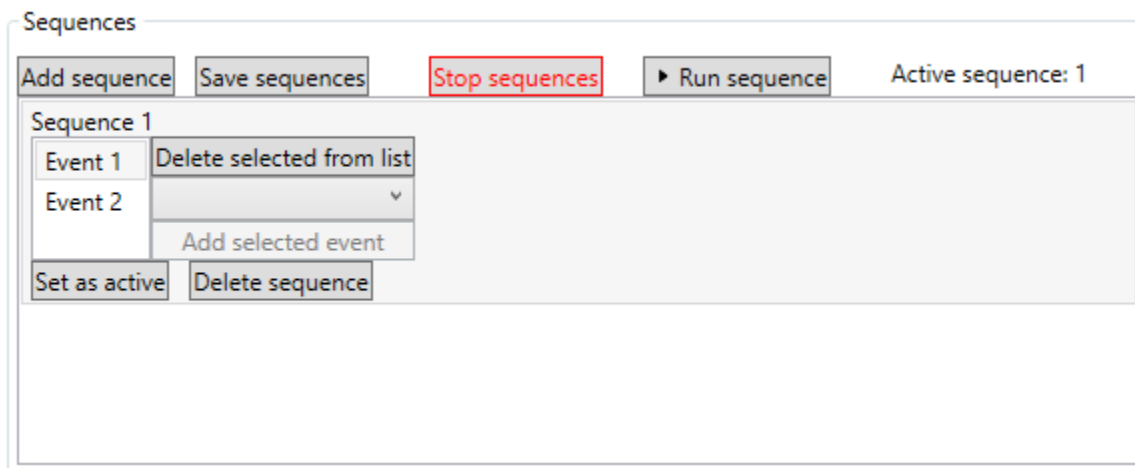 Sequences
Add sequence Save sequences Stop sequences Run sequence Active sequence: 1
Sequence 1
Event 1 Delete selected from list
Event 2
Add selected event
Set as active Delete sequence